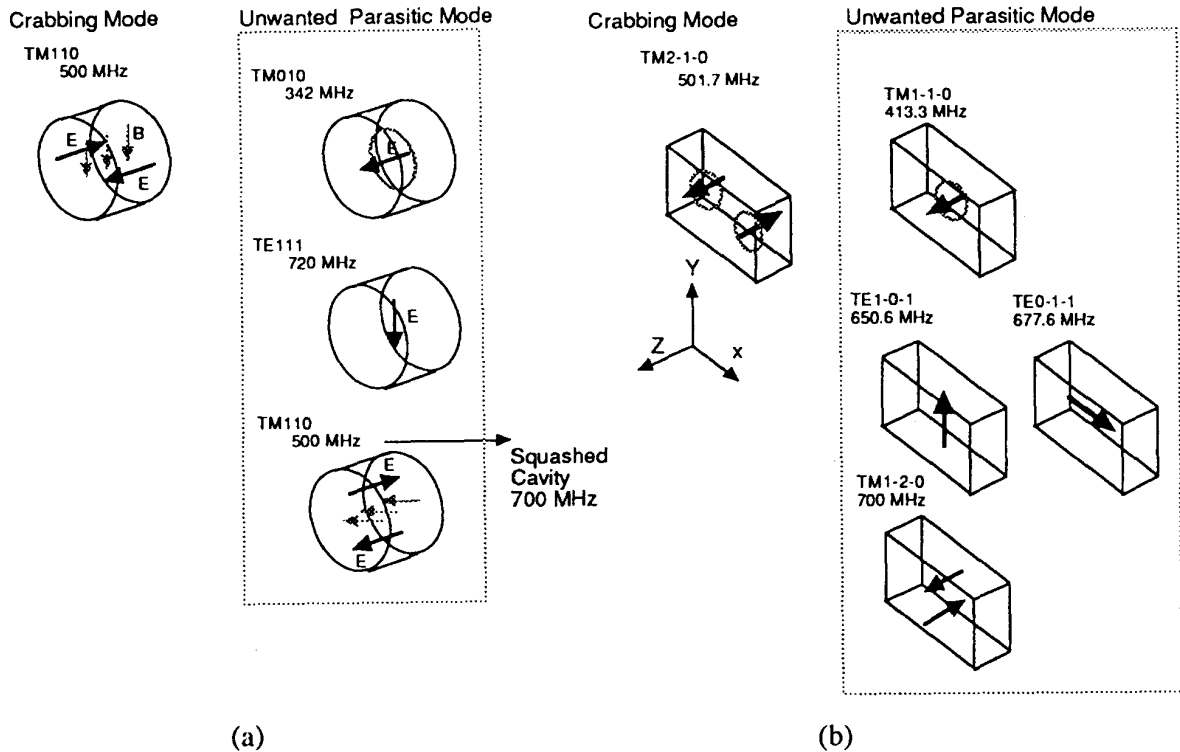 Crabbing Mode
TM110
500 MHz
E
B
E
Unwanted Parasitic Mode
TM010
342 MHz
E
TE111
720 MHz
E
TM110
500 MHz
E
E
Squashed
Cavity
700 MHz
(a)
Crabbing Mode
TM2-1-0
501.7 MHz
Y
Z
x
Unwanted Parasitic Mode
TM1-1-0
413.3 MHz
TE1-0-1
650.6 MHz
TE0-1-1
677.6 MHz
TM1-2-0
700 MHz
(b)